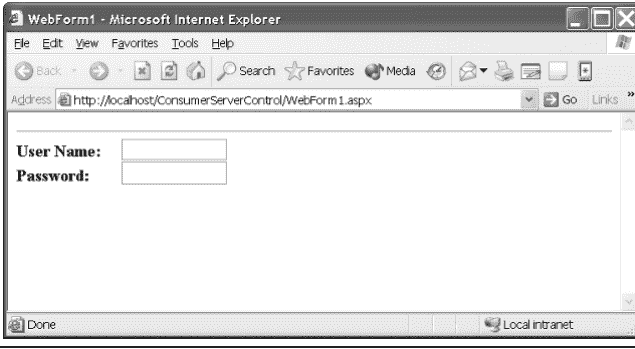 WebForm1 - Microsoft Internet Explorer
File Edit View Favorites Tools Help
Back Search Favorites Media
Address http://localhost/ConsumerServerControl/WebForm1.aspx Go Links »
User Name:
Password:
Done Local intranet